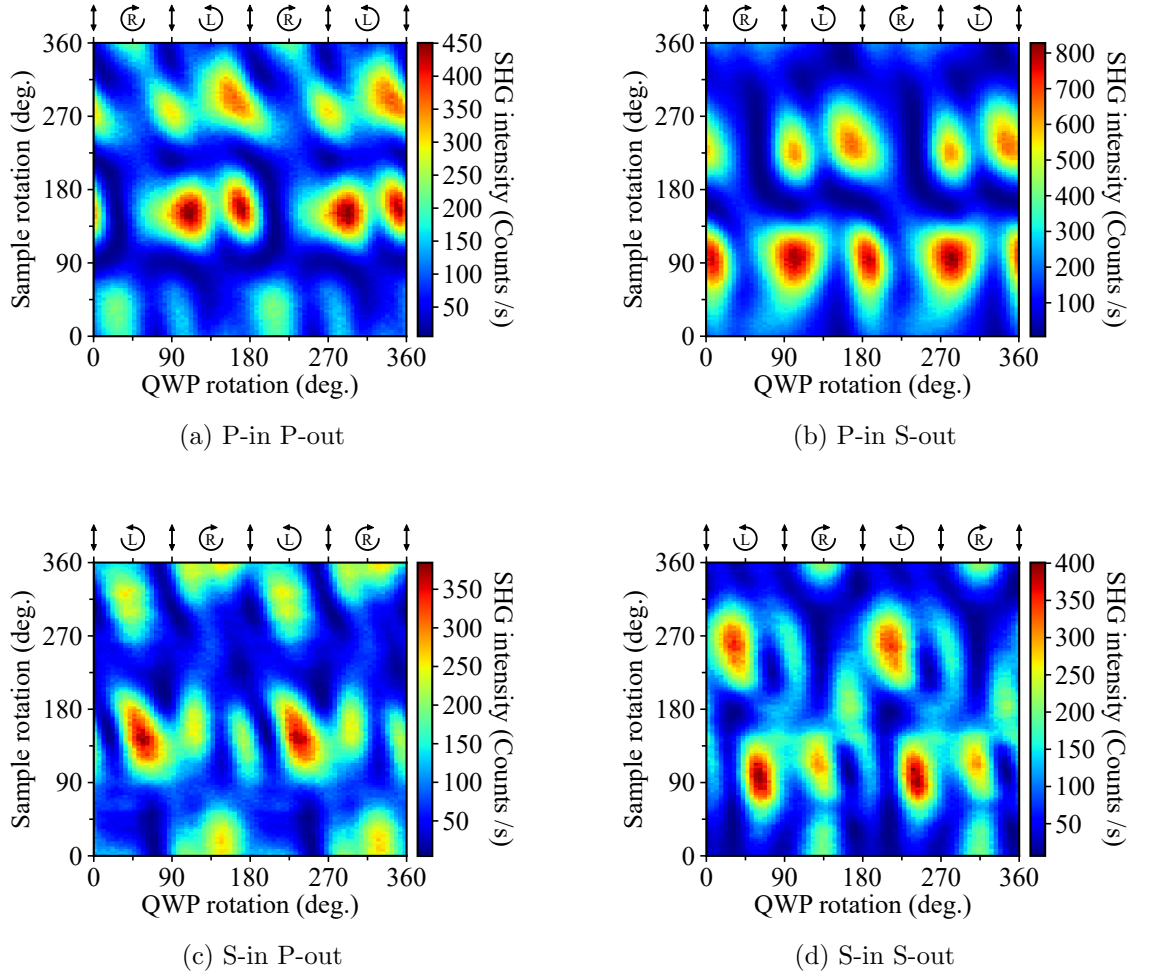 R L R L
R L R L
360
270
180
90
0
Sample rotation (deg.)
0 90 180 270 360
QWP rotation (deg.)
450
400
350
300
250
200
150
100
50
SHG intensity (Counts /s)
(a) P-in P-out
360
270
180
90
0
Sample rotation (deg.)
0 90 180 270 360
QWP rotation (deg.)
800
700
600
500
400
300
200
100
SHG intensity (Counts /s)
(b) P-in S-out
L R L R
L R L R
360
270
180
90
0
Sample rotation (deg.)
0 90 180 270 360
QWP rotation (deg.)
350
300
250
200
150
100
50
SHG intensity (Counts /s)
(c) S-in P-out
360
270
180
90
0
Sample rotation (deg.)
0 90 180 270 360
QWP rotation (deg.)
400
350
300
250
200
150
100
50
SHG intensity (Counts /s)
(d) S-in S-out